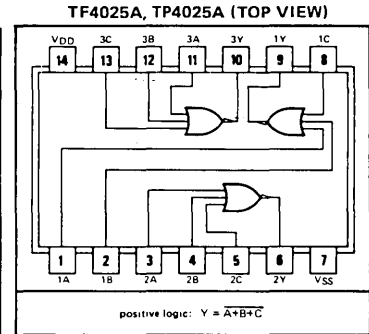 TF4025A, TP4025A (TOP VIEW)
VDD 3C 3B 3A 3Y 1Y 1C
14 13 12 11 10 9 8
1 2 3 4 5 6 7
1A 1B 2A 2B 2C 2Y VSS
positive logic: Y = A+B+C